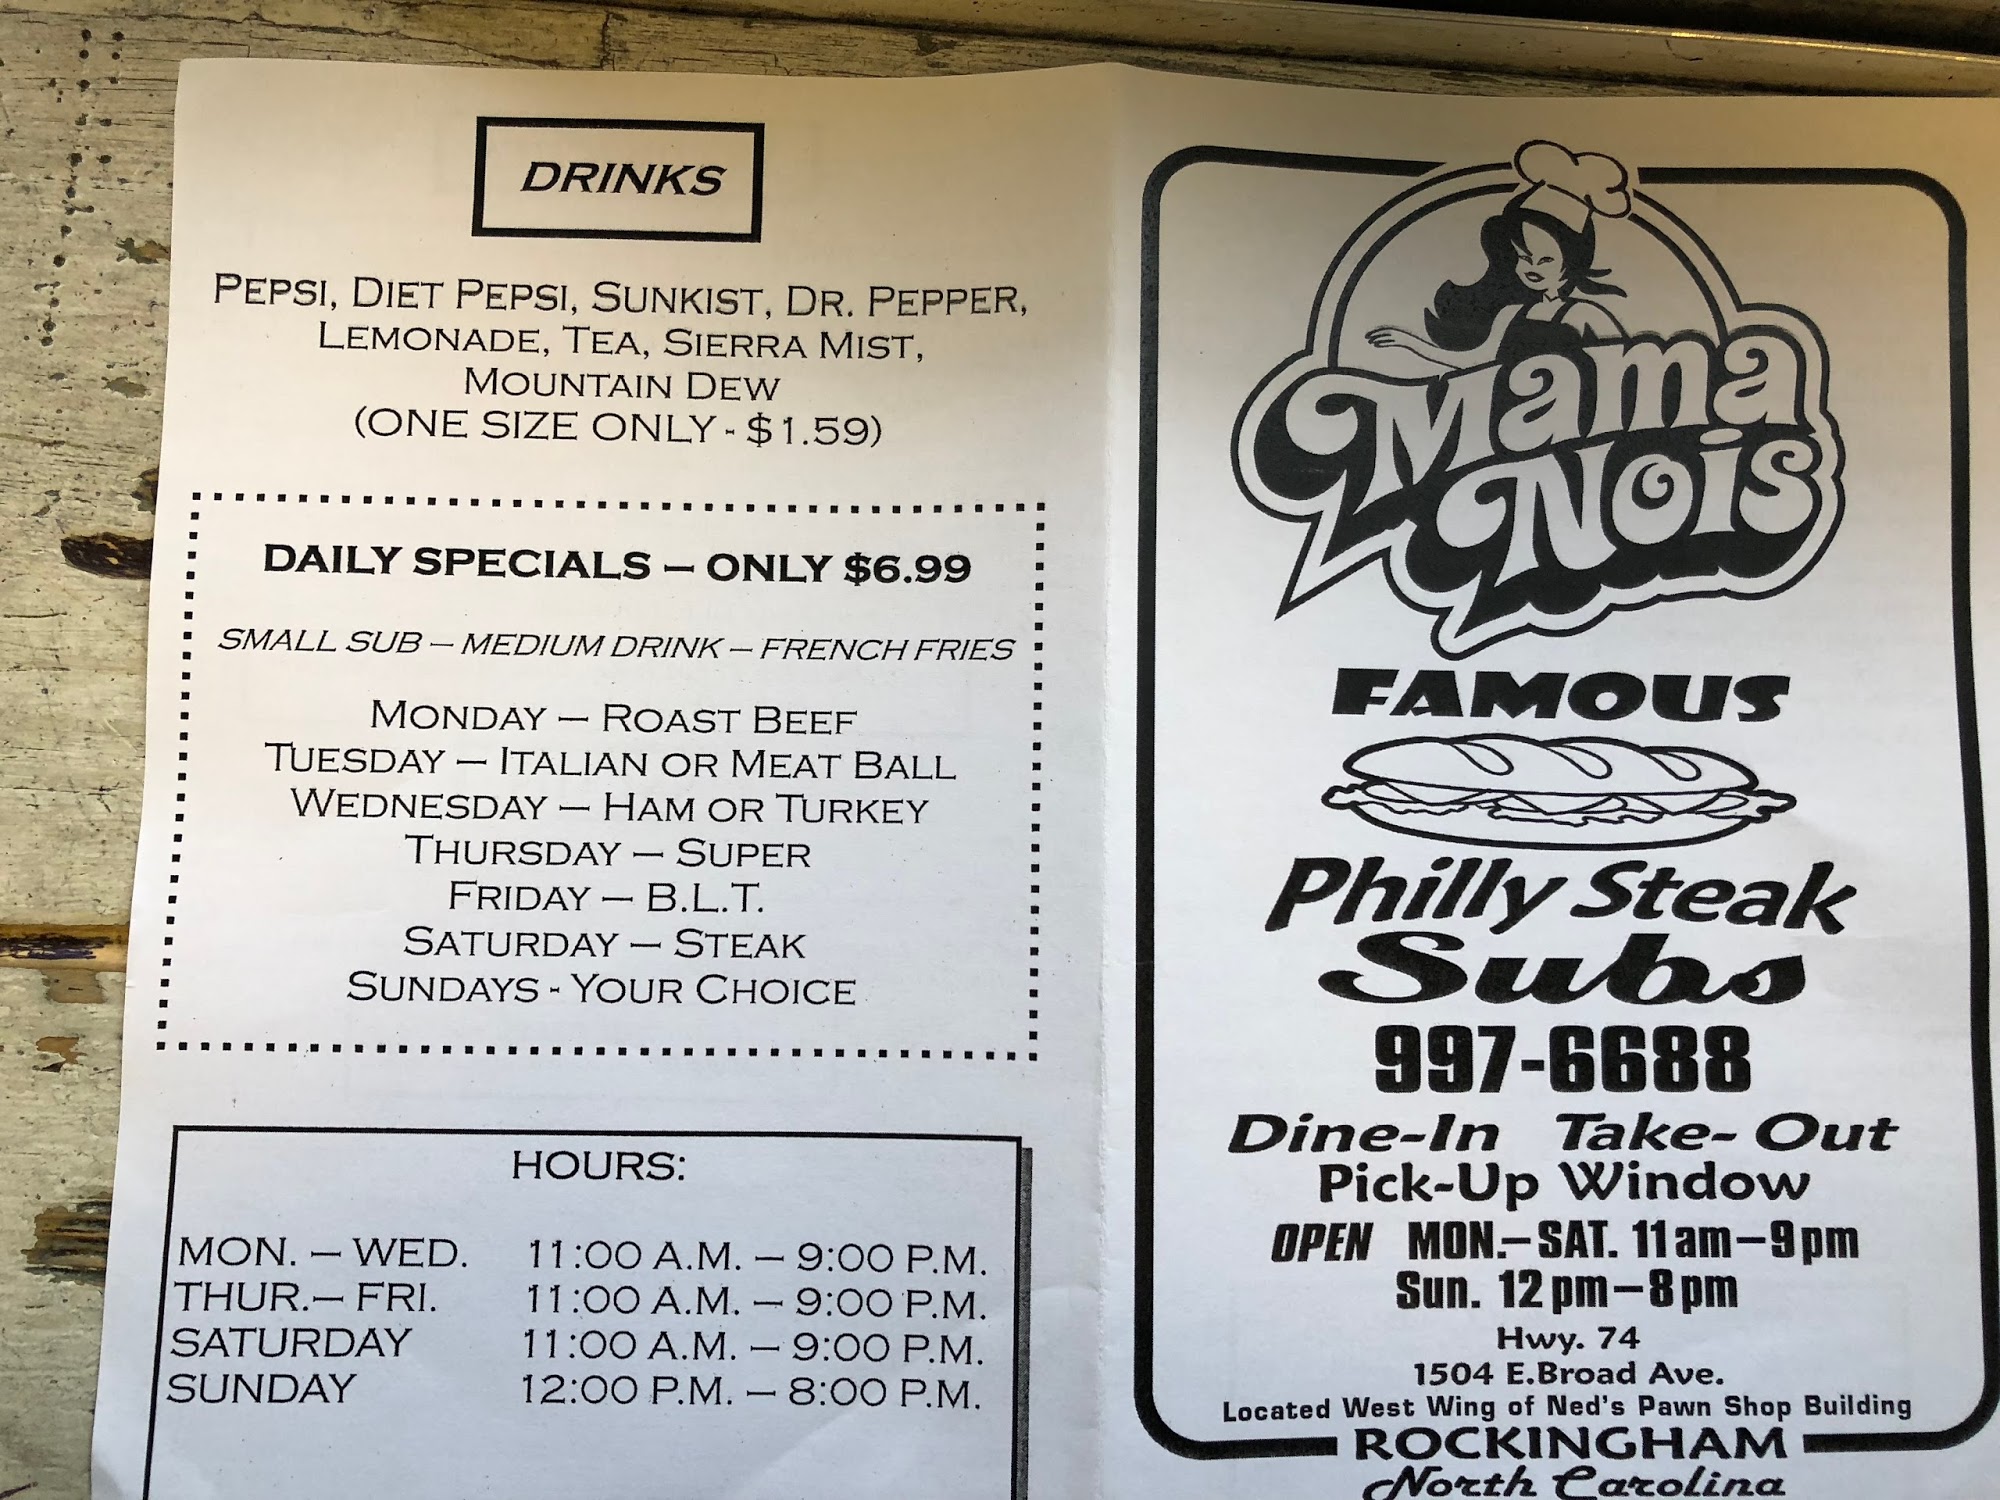 DRINKS
PEPSI, DIET PEPSI, SUNKIST, DR. PEPPER,
LEMONADE, TEA, SIERRA MIST,
MOUNTAIN DEW
(ONE SIZE ONLY - $1.59)
DAILY SPECIALS – ONLY $6.99
SMALL SUB – MEDIUM DRINK – FRENCH FRIES
MONDAY – ROAST BEEF
TUESDAY – ITALIAN OR MEAT BALL
WEDNESDAY – HAM OR TURKEY
THURSDAY – SUPER
FRIDAY – B.L.T.
SATURDAY – STEAK
SUNDAYS - YOUR CHOICE
HOURS:
MON. – WED. 11:00 A.M. – 9:00 P.M.
THUR.– FRI. 11:00 A.M. – 9:00 P.M.
SATURDAY 11:00 A.M. – 9:00 P.M.
SUNDAY 12:00 P.M. – 8:00 P.M.
Mama
Nois
FAMOUS
Philly Steak
Subs
997-6688
Dine-In Take-Out
Pick-Up Window
OPEN MON.–SAT. 11am–9pm
Sun. 12pm–8pm
Hwy. 74
1504 E.Broad Ave.
Located West Wing of Ned's Pawn Shop Building
ROCKINGHAM
North Carolina